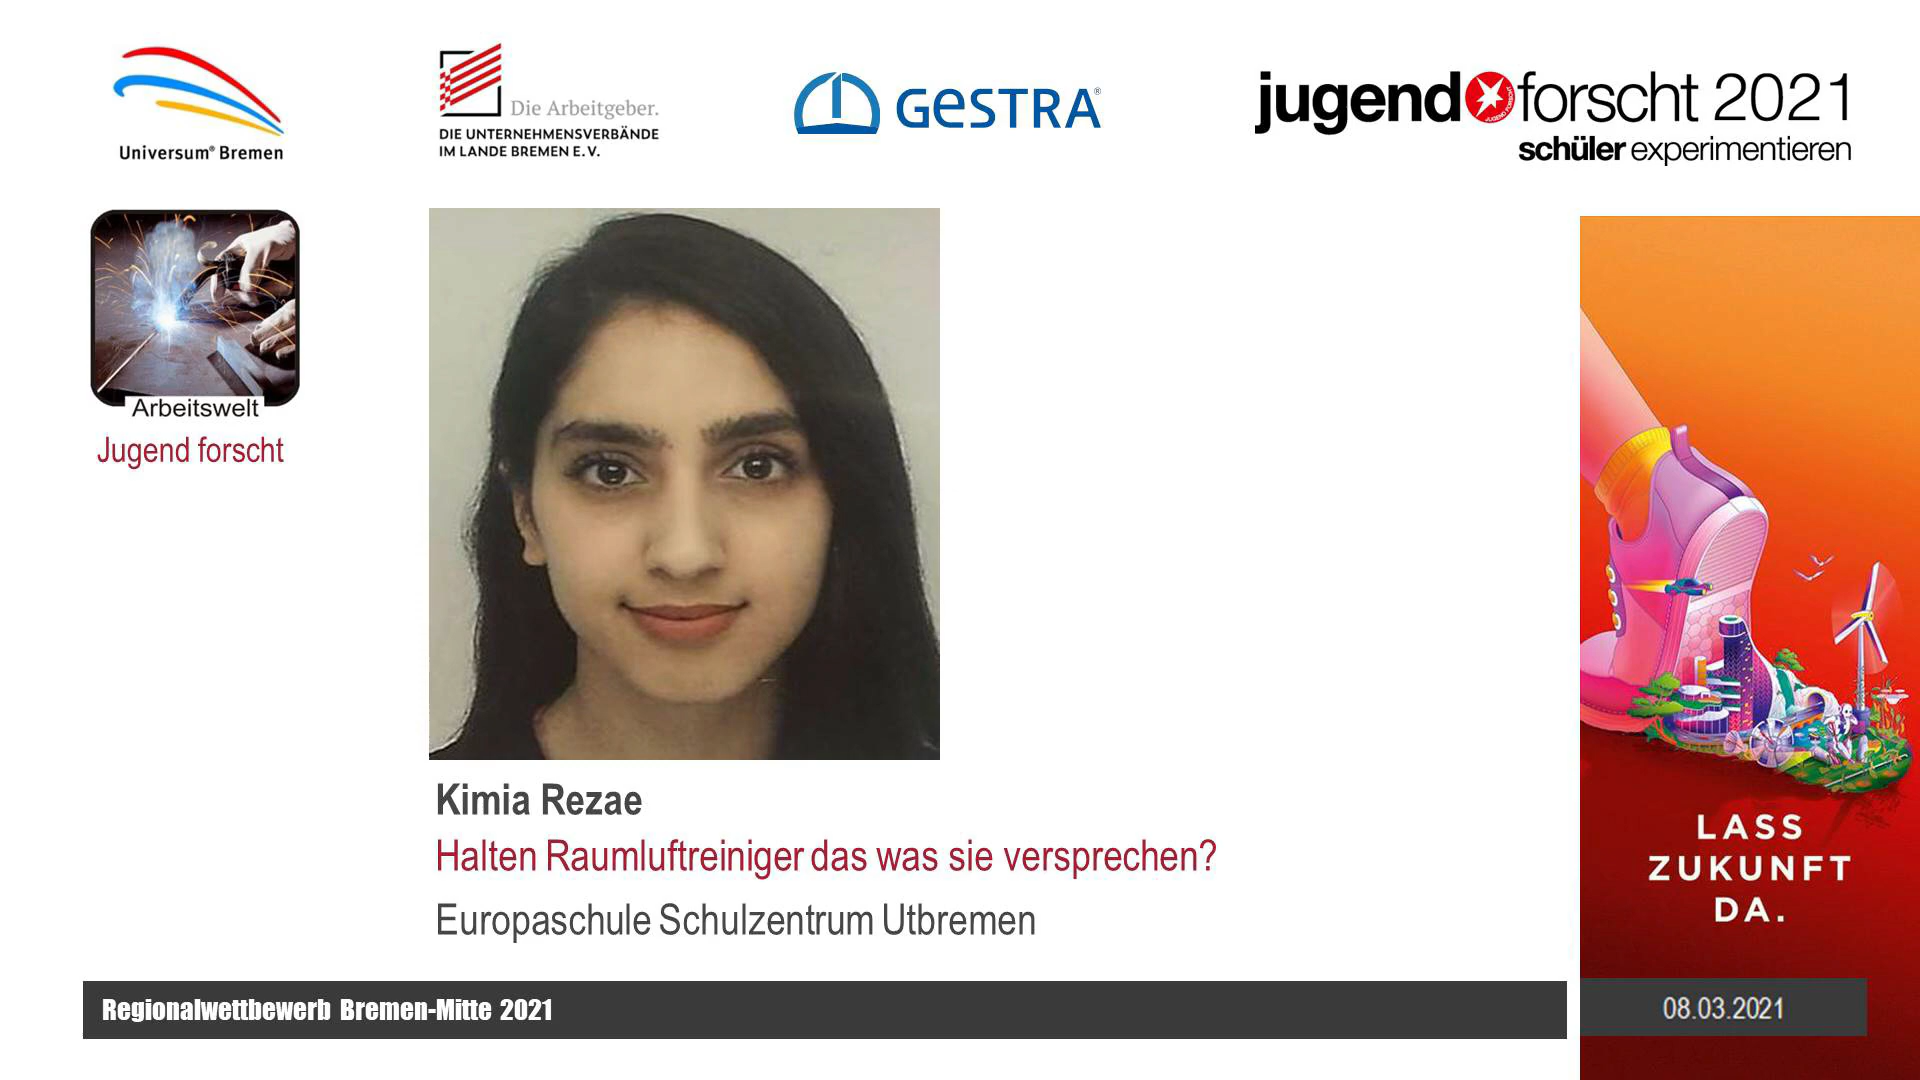 Universum® Bremen
Die Arbeitgeber.
DIE UNTERNEHMENSVERBÄNDE
IM LANDE BREMEN E.V.
GESTRA®
jugend forscht 2021
schüler experimentieren
JUGEND FORSCHT
Arbeitswelt
Jugend forscht
Kimia Rezae
Halten Raumluftreiniger das was sie versprechen?
Europaschule Schulzentrum Utbremen
LASS
ZUKUNFT
DA.
Regionalwettbewerb Bremen-Mitte 2021
08.03.2021